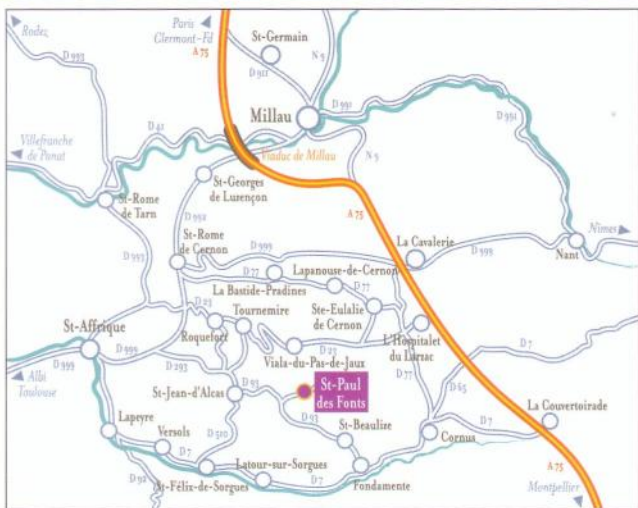 Rodez
Paris
Clermont-Fd
D 993
A 75
St-Germain
N 9
D 911
Millau
D 991
D 41
D 991
Villefranche
de Panat
Viaduc de Millau
N 9
St-Georges
de Luzençon
St-Rome
de Tarn
D 992
A 75
Nîmes
St-Rome
de Cernon
D 999
La Cavalerie
D 999
Nant
D 993
D 77
Lapanouse-de-Cernon
La Bastide-Pradines
D 77
D 23
Tournemire
Ste-Eulalie
de Cernon
St-Affrique
Roquefort
L'Hospitalet
du Larzac
D 999
D 999
D 293
D 23
Viala-du-Pas-de-Jaux
D 7
Albi
Toulouse
D 77
St-Jean-d'Alcas
D 93
St-Paul
des Fonts
D 65
Lapeyre
D 93
La Couvertoirade
Versols
D 510
St-Beaulize
Cornus
D 7
D 7
Latour-sur-Sorgues
D 92
St-Félix-de-Sorgues
D 7
Fondamente
A 75
Montpellier